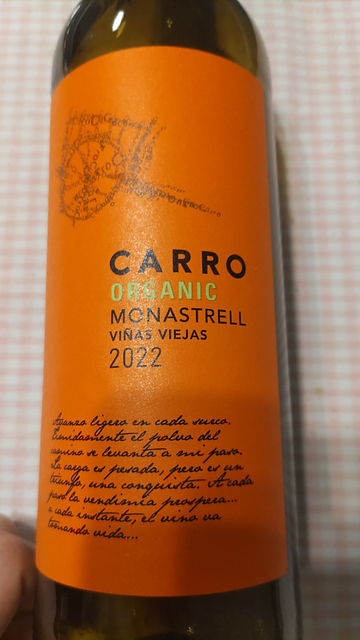 CARRO
ORGANIC
MONASTRELL
VIÑAS VIEJAS
2022
Avanzo ligero en cada surco.
Tímidamente el polvo del
camino se levanta a mi paso.
La carga es pesada, pero es un
triunfo, una conquista. A cada
paso la vendimia prospera...
a cada instante, el vino va
tomando vida...